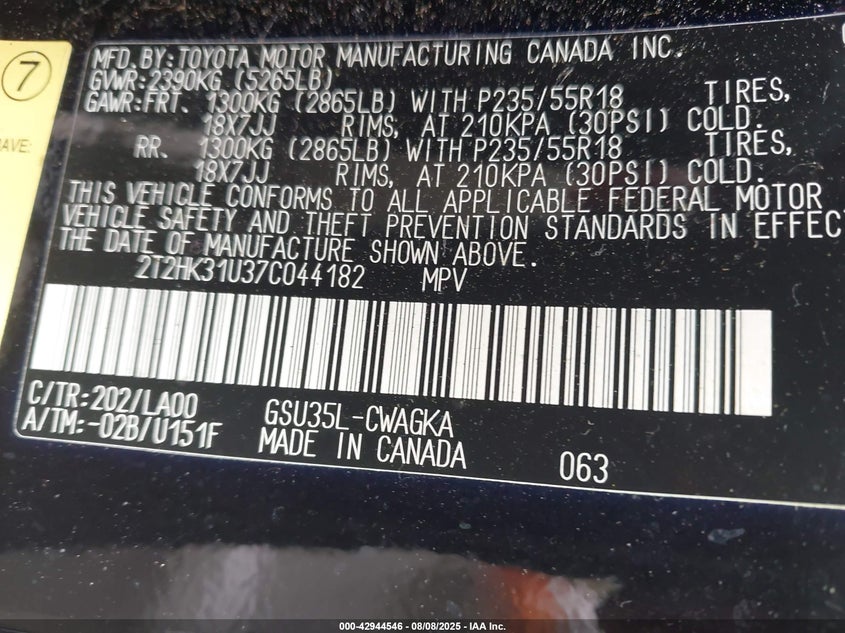 7
AVE:
MFD.BY:TOYOTA MOTOR MANUFACTURING CANADA INC.
GVWR:2390KG (5265LB)
GAWR:FRT. 1300KG (2865LB) WITH P235/55R18 TIRES,
18X7JJ RIMS, AT 210KPA (30PSI) COLD.
RR. 1300KG (2865LB) WITH P235/55R18 TIRES,
18X7JJ RIMS, AT 210KPA (30PSI) COLD.
THIS VEHICLE CONFORMS TO ALL APPLICABLE FEDERAL MOTOR
VEHICLE SAFETY AND THEFT PREVENTION STANDARDS IN EFFECT
THE DATE OF MANUFACTURE SHOWN ABOVE.
2T2HK31U37C044182 MPV
C/TR:202/LA00 GSU35L-CWAGKA
A/TM:-02B/U151F MADE IN CANADA 063
000-42944546 - 08/08/2025 - IAA Inc.